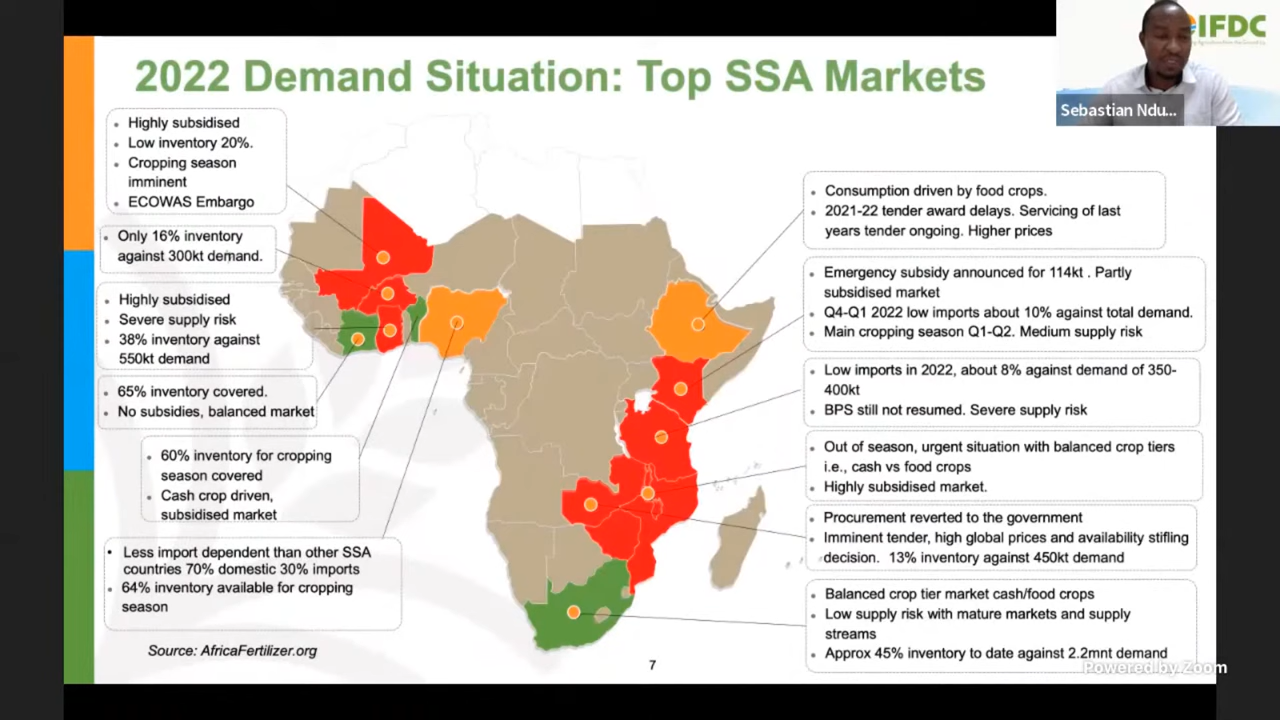 2022 Demand Situation: Top SSA Markets
IFDC
Sebastian Ndu...
Highly subsidised
Low inventory 20%.
Cropping season
imminent
ECOWAS Embargo
Only 16% inventory
against 300kt demand.
Highly subsidised
Severe supply risk
38% inventory against
550kt demand
65% inventory covered.
No subsidies, balanced market
60% inventory for cropping
season covered
Cash crop driven,
subsidised market
Less import dependent than other SSA
countries 70% domestic 30% imports
64% inventory available for cropping
season
Source: AfricaFertilizer.org
Consumption driven by food crops.
2021-22 tender award delays. Servicing of last
years tender ongoing. Higher prices
Emergency subsidy announced for 114kt . Partly
subsidised market
Q4-Q1 2022 low imports about 10% against total demand.
Main cropping season Q1-Q2. Medium supply risk
Low imports in 2022, about 8% against demand of 350-
400kt
BPS still not resumed. Severe supply risk
Out of season, urgent situation with balanced crop tiers
i.e., cash vs food crops
Highly subsidised market.
Procurement reverted to the government
Imminent tender, high global prices and availability stifling
decision. 13% inventory against 450kt demand
Balanced crop tier market cash/food crops
Low supply risk with mature markets and supply
streams
Approx 45% inventory to date against 2.2mnt demand
7
Powered by Zoom